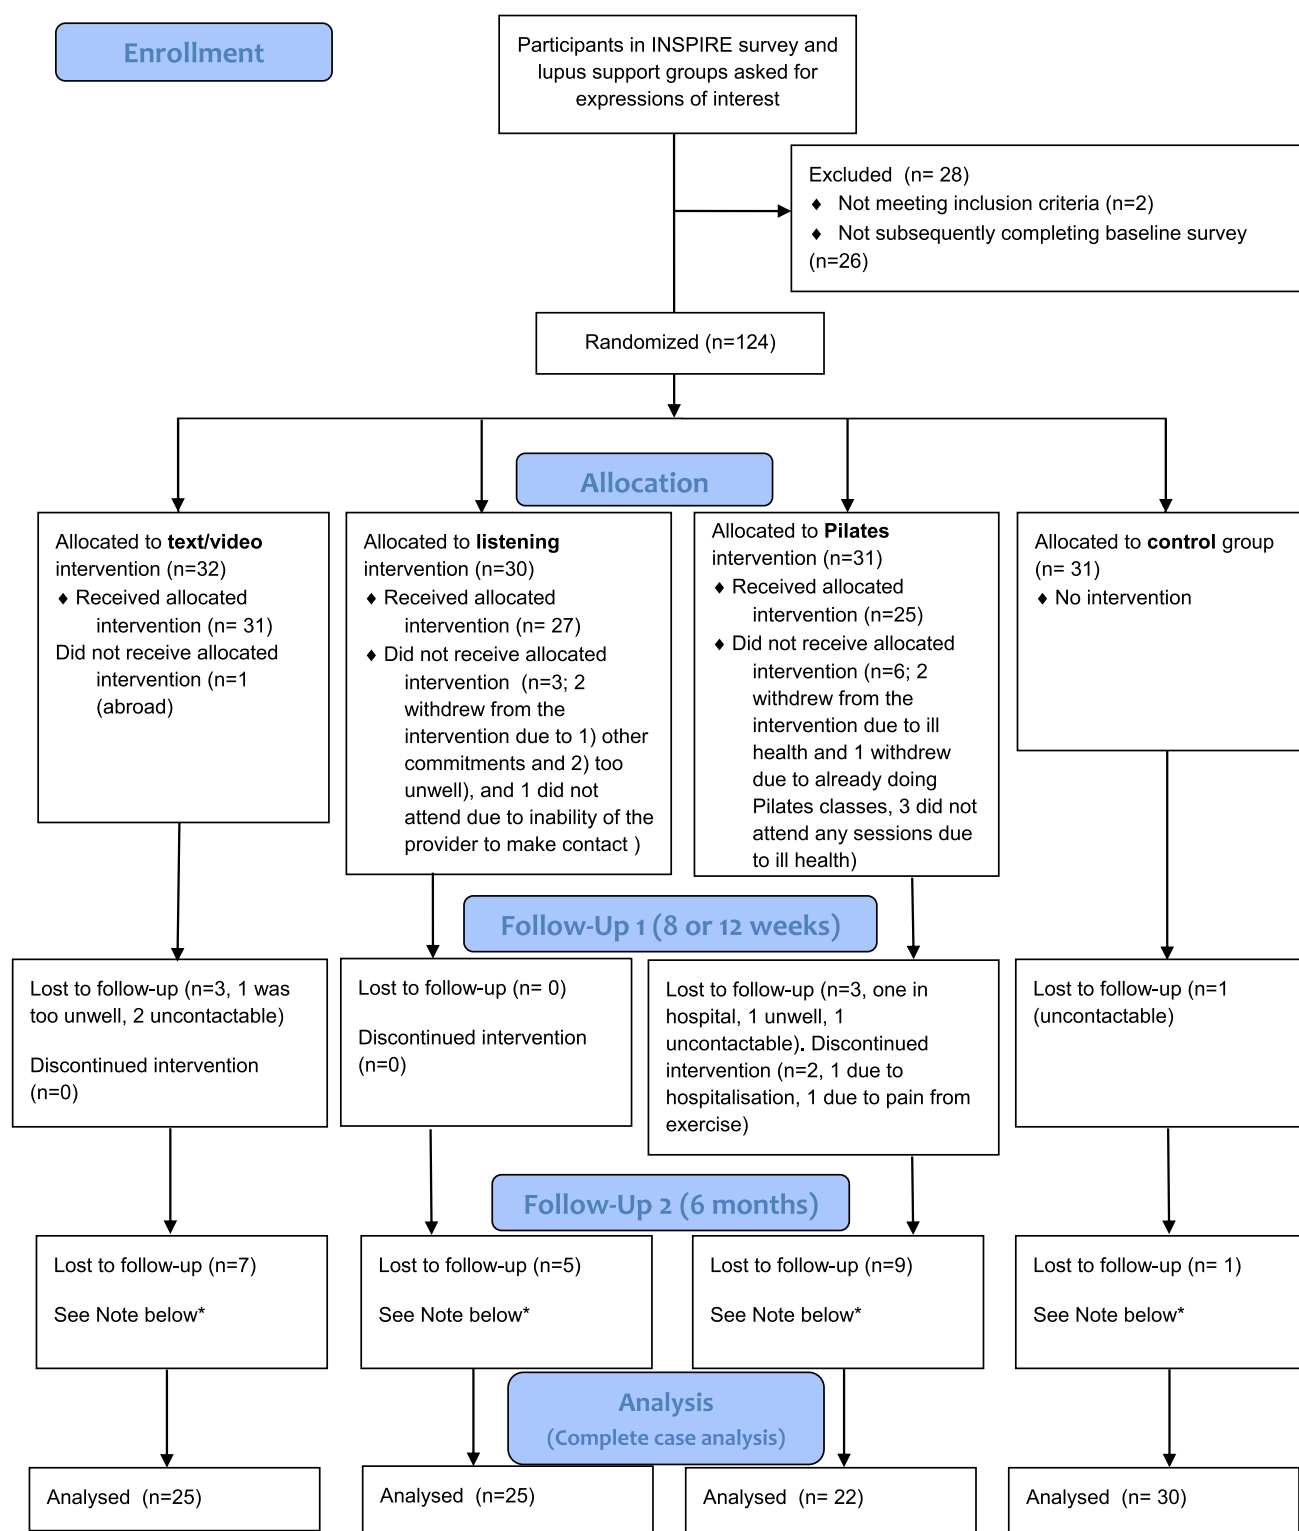 Enrollment
Participants in INSPIRE survey and
lupus support groups asked for
expressions of interest
Excluded (n= 28)
♦ Not meeting inclusion criteria (n=2)
♦ Not subsequently completing baseline survey
(n=26)
Randomized (n=124)
Allocation
Allocated to text/video
intervention (n=32)
♦ Received allocated
intervention (n= 31)
Did not receive allocated
intervention (n=1
(abroad)
Allocated to listening
intervention (n=30)
♦ Received allocated
intervention (n= 27)
♦ Did not receive allocated
intervention (n=3; 2
withdrew from the
intervention due to 1) other
commitments and 2) too
unwell), and 1 did not
attend due to inability of the
provider to make contact )
Allocated to Pilates
intervention (n=31)
♦ Received allocated
intervention (n=25)
♦ Did not receive allocated
intervention (n=6; 2
withdrew from the
intervention due to ill
health and 1 withdrew
due to already doing
Pilates classes, 3 did not
attend any sessions due
to ill health)
Allocated to control group
(n= 31)
♦ No intervention
Follow-Up 1 (8 or 12 weeks)
Lost to follow-up (n=3, 1 was
too unwell, 2 uncontactable)
Discontinued intervention
(n=0)
Lost to follow-up (n= 0)
Discontinued intervention
(n=0)
Lost to follow-up (n=3, one in
hospital, 1 unwell, 1
uncontactable). Discontinued
intervention (n=2, 1 due to
hospitalisation, 1 due to pain from
exercise)
Lost to follow-up (n=1
(uncontactable)
Follow-Up 2 (6 months)
Lost to follow-up (n=7)
See Note below*
Lost to follow-up (n=5)
See Note below*
Lost to follow-up (n=9)
See Note below*
Lost to follow-up (n= 1)
See Note below*
Analysis
(Complete case analysis)
Analysed (n=25)
Analysed (n=25)
Analysed (n= 22)
Analysed (n= 30)